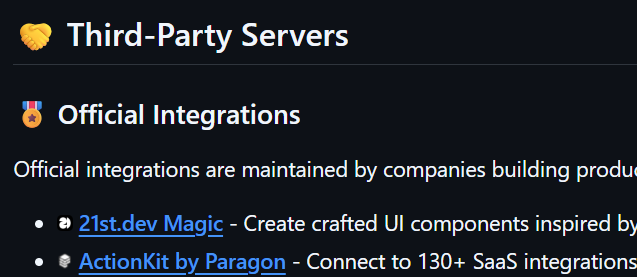 Third-Party Servers
Official Integrations
Official integrations are maintained by companies building
21st.dev Magic - Create crafted UI components inspired by
ActionKit by Paragon - Connect to 130+ SaaS integrations